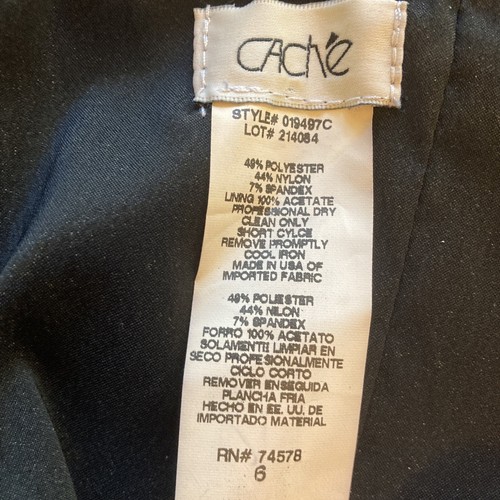 CACHÉ
STYLE# 019497C
LOT# 214084
49% POLYESTER
44% NYLON
7% SPANDEX
LINING 100% ACETATE
PROFESSIONAL DRY
CLEAN ONLY
SHORT CYLCE
REMOVE PROMPTLY
COOL IRON
MADE IN USA OF
IMPORTED FABRIC
49% POLIESTER
44% NILON
7% SPANDEX
FORRO 100% ACETATO
SOLAMENTE LIMPIAR EN
SECO PROFESIONALMENTE
CICLO CORTO
REMOVER ENSEGUIDA
PLANCHA FRIA
HECHO EN EE. UU. DE
IMPORTADO MATERIAL
RN# 74578
6